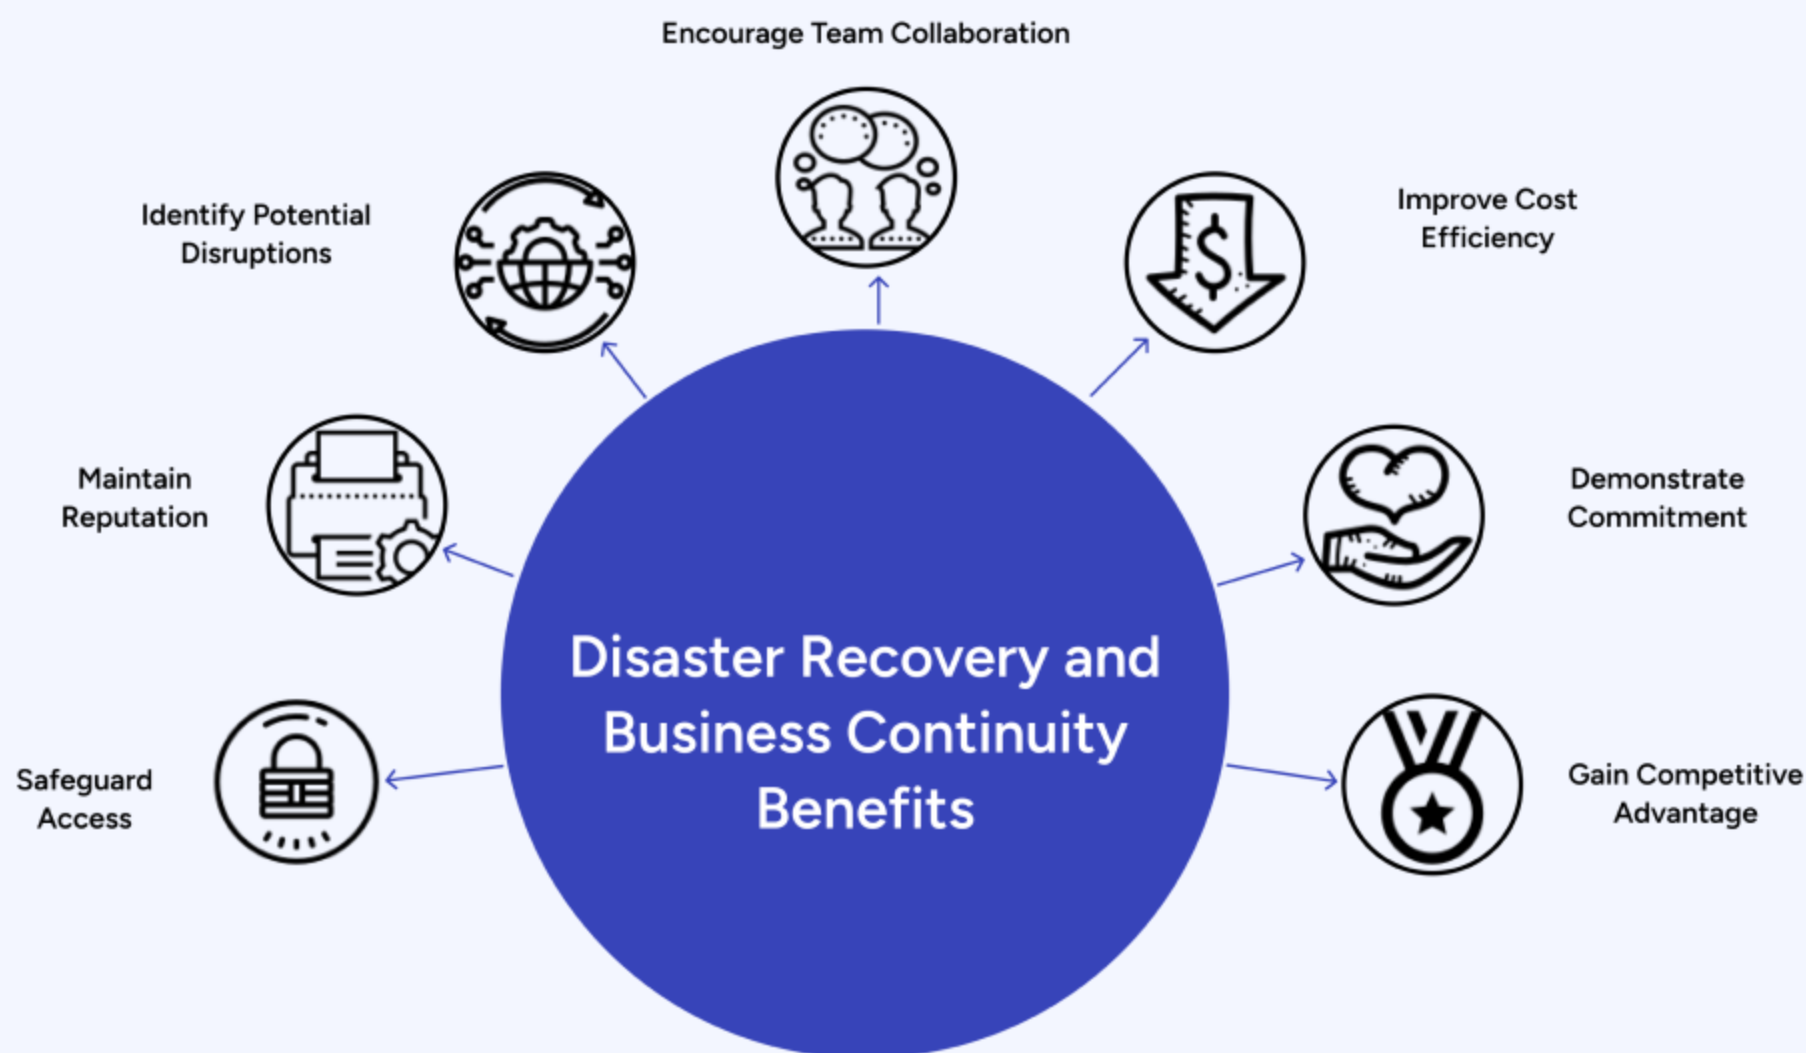 Encourage Team Collaboration
Identify Potential
Disruptions
Improve Cost
Efficiency
Maintain
Reputation
Demonstrate
Commitment
Safeguard
Access
Gain Competitive
Advantage
Disaster Recovery and
Business Continuity
Benefits
$